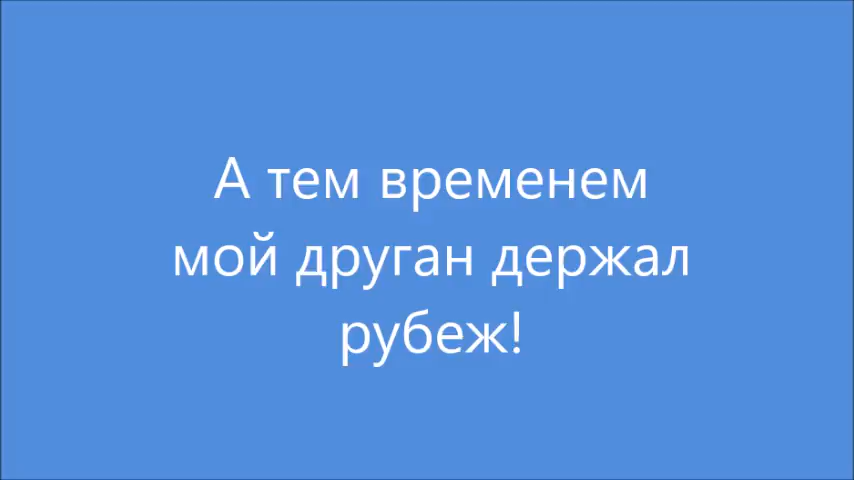 А тем временем
мой друган держал
рубеж!